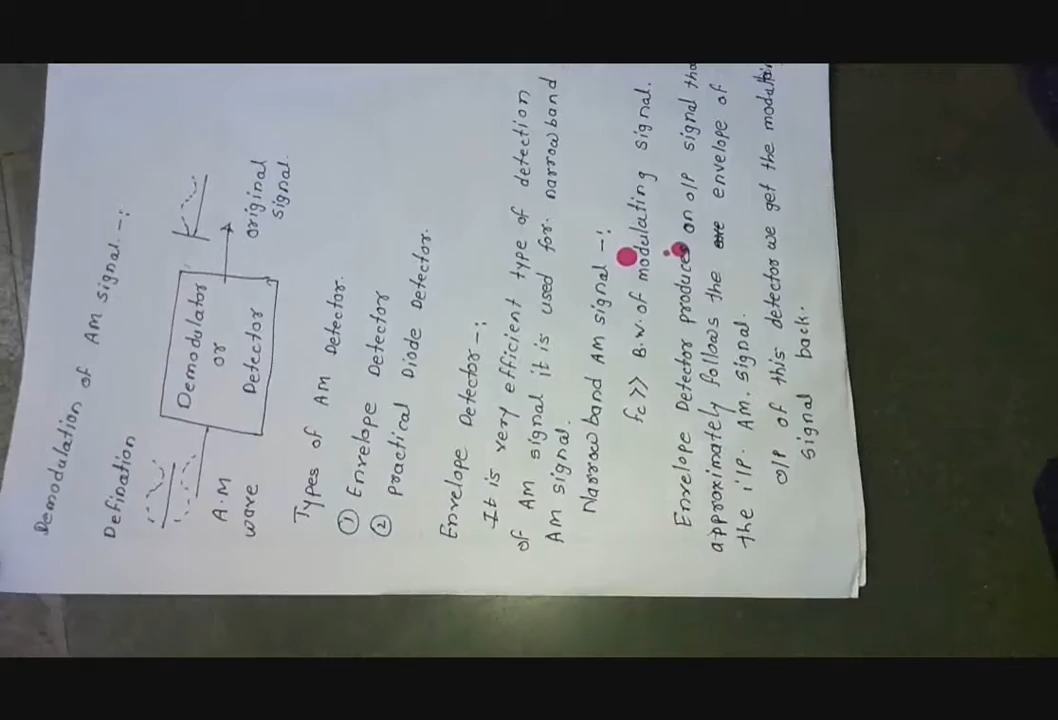 Demodulation of AM signal. -:
Defination
A.M
wave
Demodulator
or
Detector
original
signal.
Types of AM Detector.
① Envelope Detector
② practical Diode Detector.
Envelope Detector -:
It is very efficient type of detection
of AM signal it is used for narrowband
AM signal.
Narrowband AM signal -:
fc >> B.W. of modulating signal.
Envelope Detector produces an o/p signal tha
approximately follows the envelope of
the i/p. Am. signal.
O/P of this detector we get the modulatin
signal back.